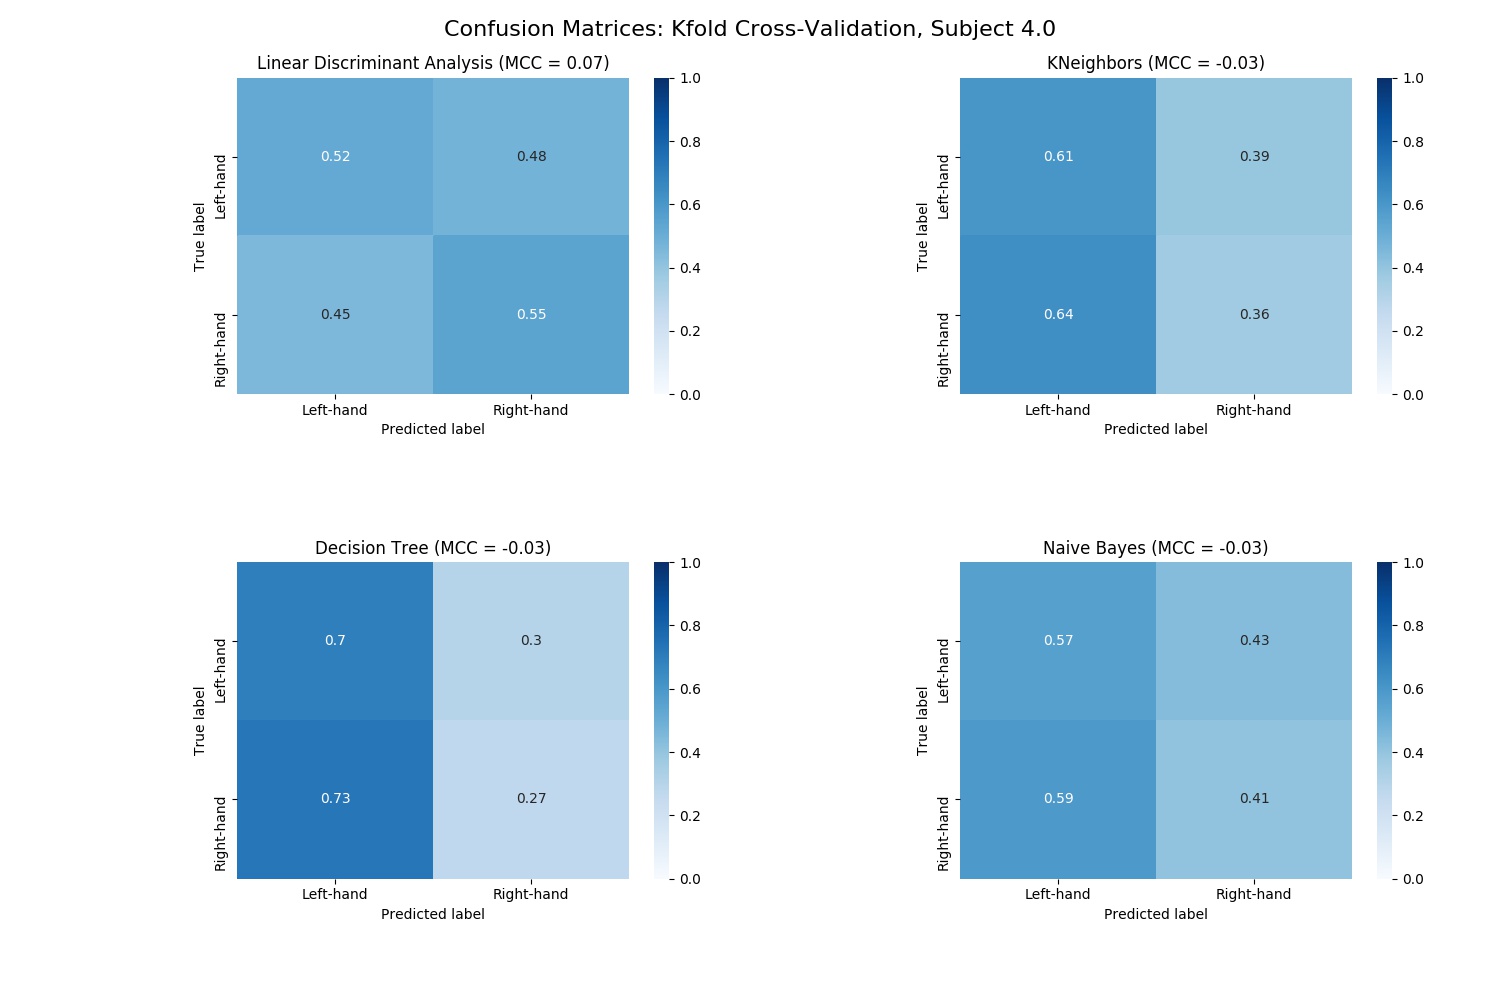 Confusion Matrices: Kfold Cross-Validation, Subject 4.0
Linear Discriminant Analysis (MCC = 0.07)
True label
Left-hand
Right-hand
0.52
0.48
0.45
0.55
Left-hand
Right-hand
Predicted label
1.0
0.8
0.6
0.4
0.2
0.0
KNeighbors (MCC = -0.03)
True label
Left-hand
Right-hand
0.61
0.39
0.64
0.36
Left-hand
Right-hand
Predicted label
1.0
0.8
0.6
0.4
0.2
0.0
Decision Tree (MCC = -0.03)
True label
Left-hand
Right-hand
0.7
0.3
0.73
0.27
Left-hand
Right-hand
Predicted label
1.0
0.8
0.6
0.4
0.2
0.0
Naive Bayes (MCC = -0.03)
True label
Left-hand
Right-hand
0.57
0.43
0.59
0.41
Left-hand
Right-hand
Predicted label
1.0
0.8
0.6
0.4
0.2
0.0